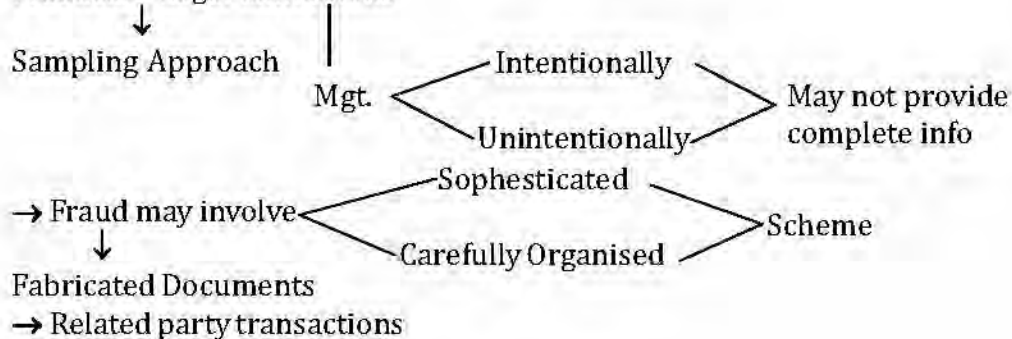 Sampling Approach
Intentionally
Mgt.
May not provide
complete info
Unintentionally
Sophesticated
→ Fraud may involve
Scheme
Carefully Organised
Fabricated Documents
→ Related party transactions